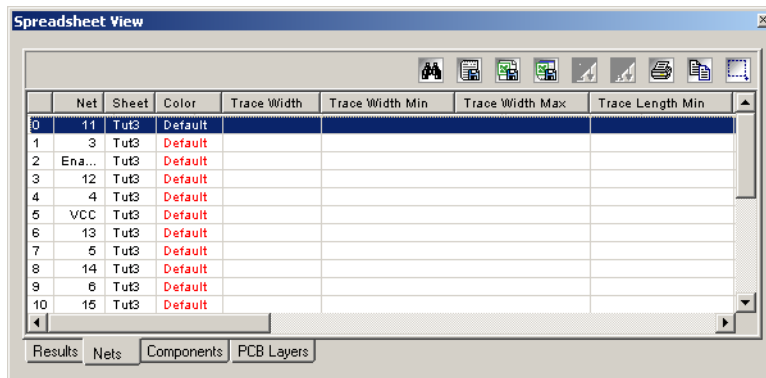 Spreadsheet View
Net Sheet Color Trace Width Trace Width Min Trace Width Max Trace Length Min
0 11 Tut3 Default
1 3 Tut3 Default
2 Ena... Tut3 Default
3 12 Tut3 Default
4 4 Tut3 Default
5 VCC Tut3 Default
6 13 Tut3 Default
7 5 Tut3 Default
8 14 Tut3 Default
9 6 Tut3 Default
10 15 Tut3 Default
Results Nets Components PCB Layers